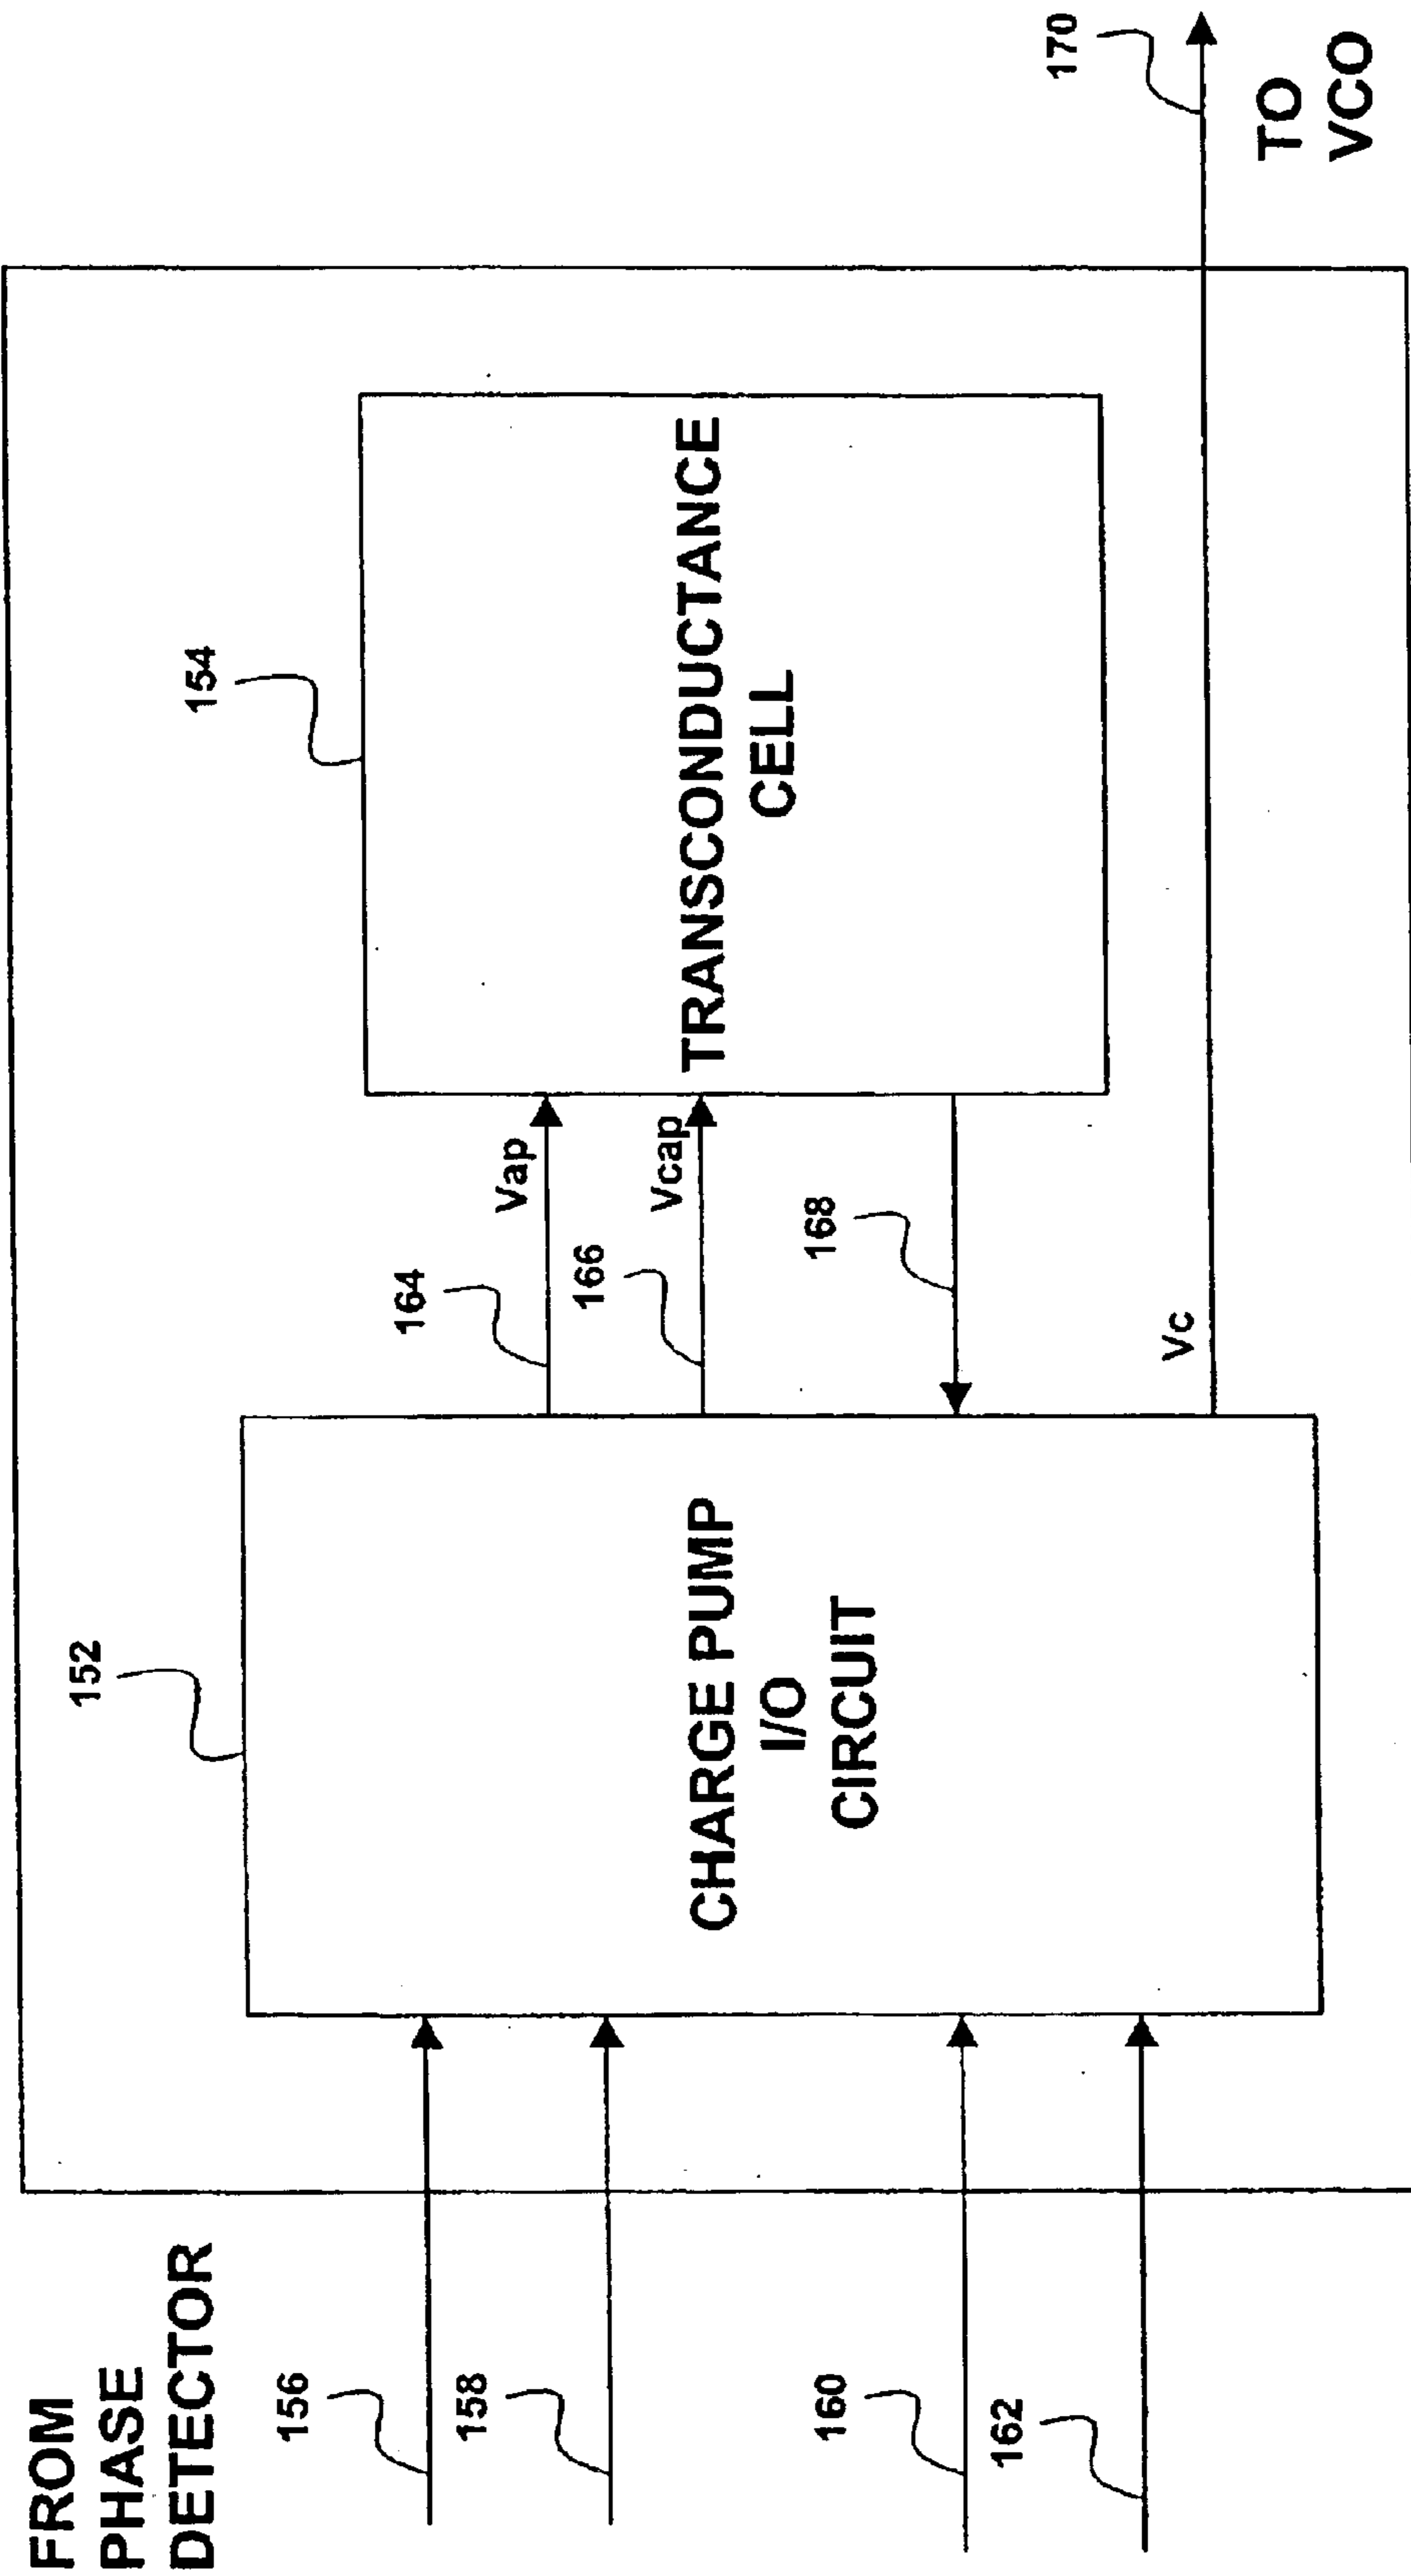 FROM
PHASE
DETECTOR
156
158
160
162
152
CHARGE PUMP
I/O
CIRCUIT
164
Vap
166
Vcap
168
Vc
154
TRANSCONDUCTANCE
CELL
170
TO
VCO